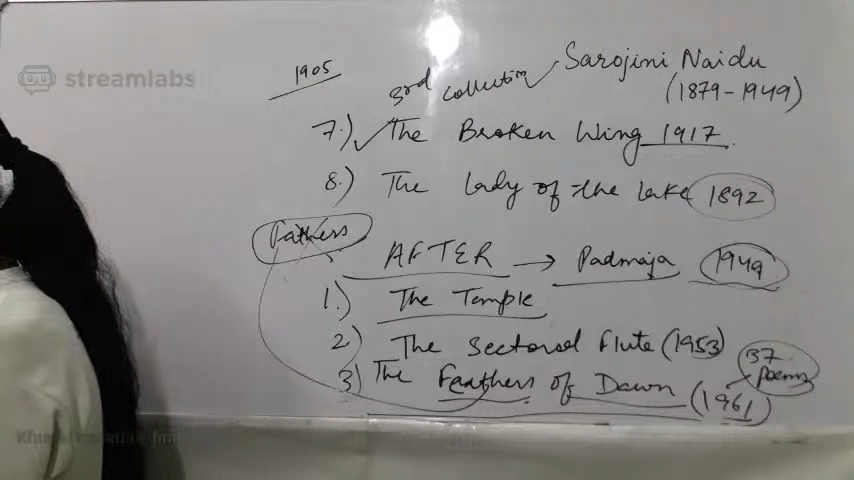 streamlabs
1905
3rd collection
Sarojini Naidu
(1879-1949)
7.) The Broken Wing 1917.
8.) The Lady of the Lake 1892
Fathers
AFTER → Padmaja 1949
1.) The Temple
2) The Sectored Flute (1953)
3) The Feathers of Dawn (1961)
37 Poems